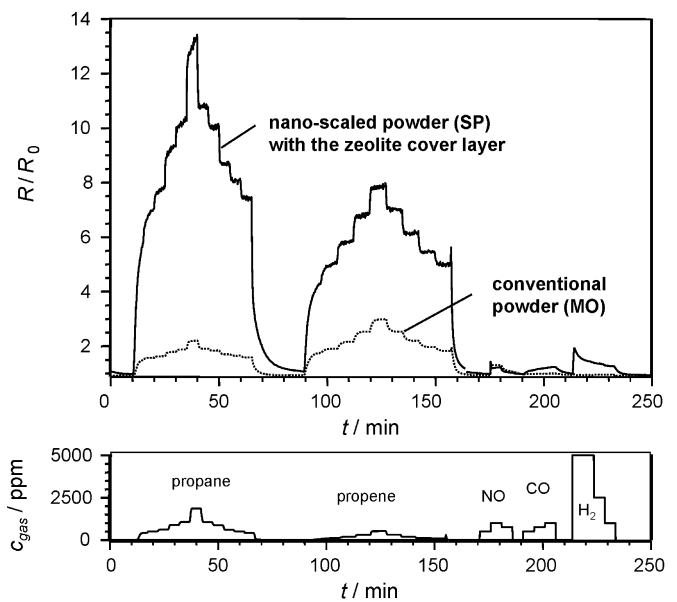 14
12
10
8
6
4
2
R / R0
nano-scaled powder (SP)
with the zeolite cover layer
conventional
powder (MO)
0 50 100 150 200 250
t / min
5000
2500
0
cgas / ppm
propane
propene
NO
CO
H2
0 50 100 150 200 250
t / min